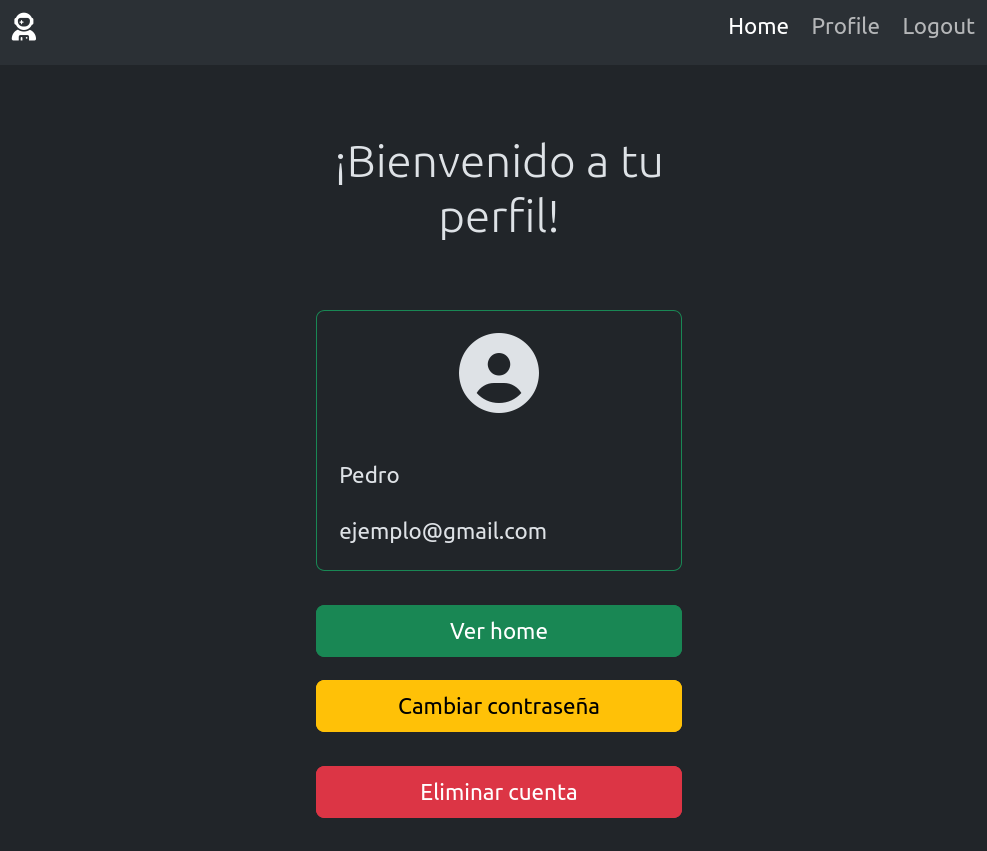 Home Profile Logout
¡Bienvenido a tu
perfil!
Pedro
ejemplo@gmail.com
Ver home
Cambiar contraseña
Eliminar cuenta